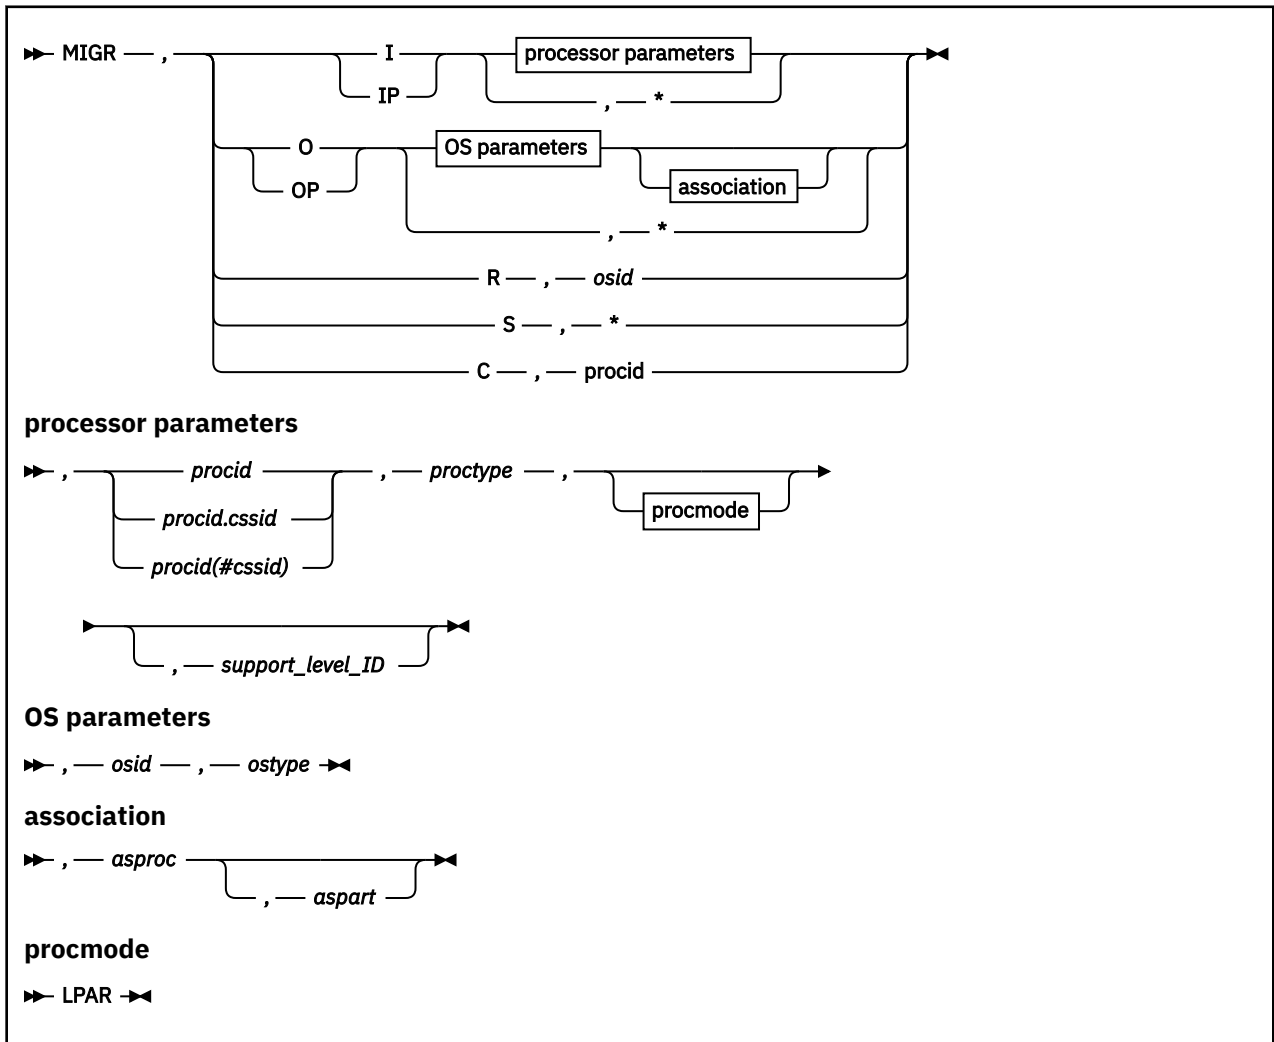 MIGR , I processor parameters
IP , *
O OS parameters
OP association
, *
R , osid
S , *
C , procid
processor parameters
, procid , proctype ,
procid.cssid procmode
procid(#cssid)
, support_level_ID
OS parameters
, osid , ostype
association
, asproc
, aspart
procmode
LPAR